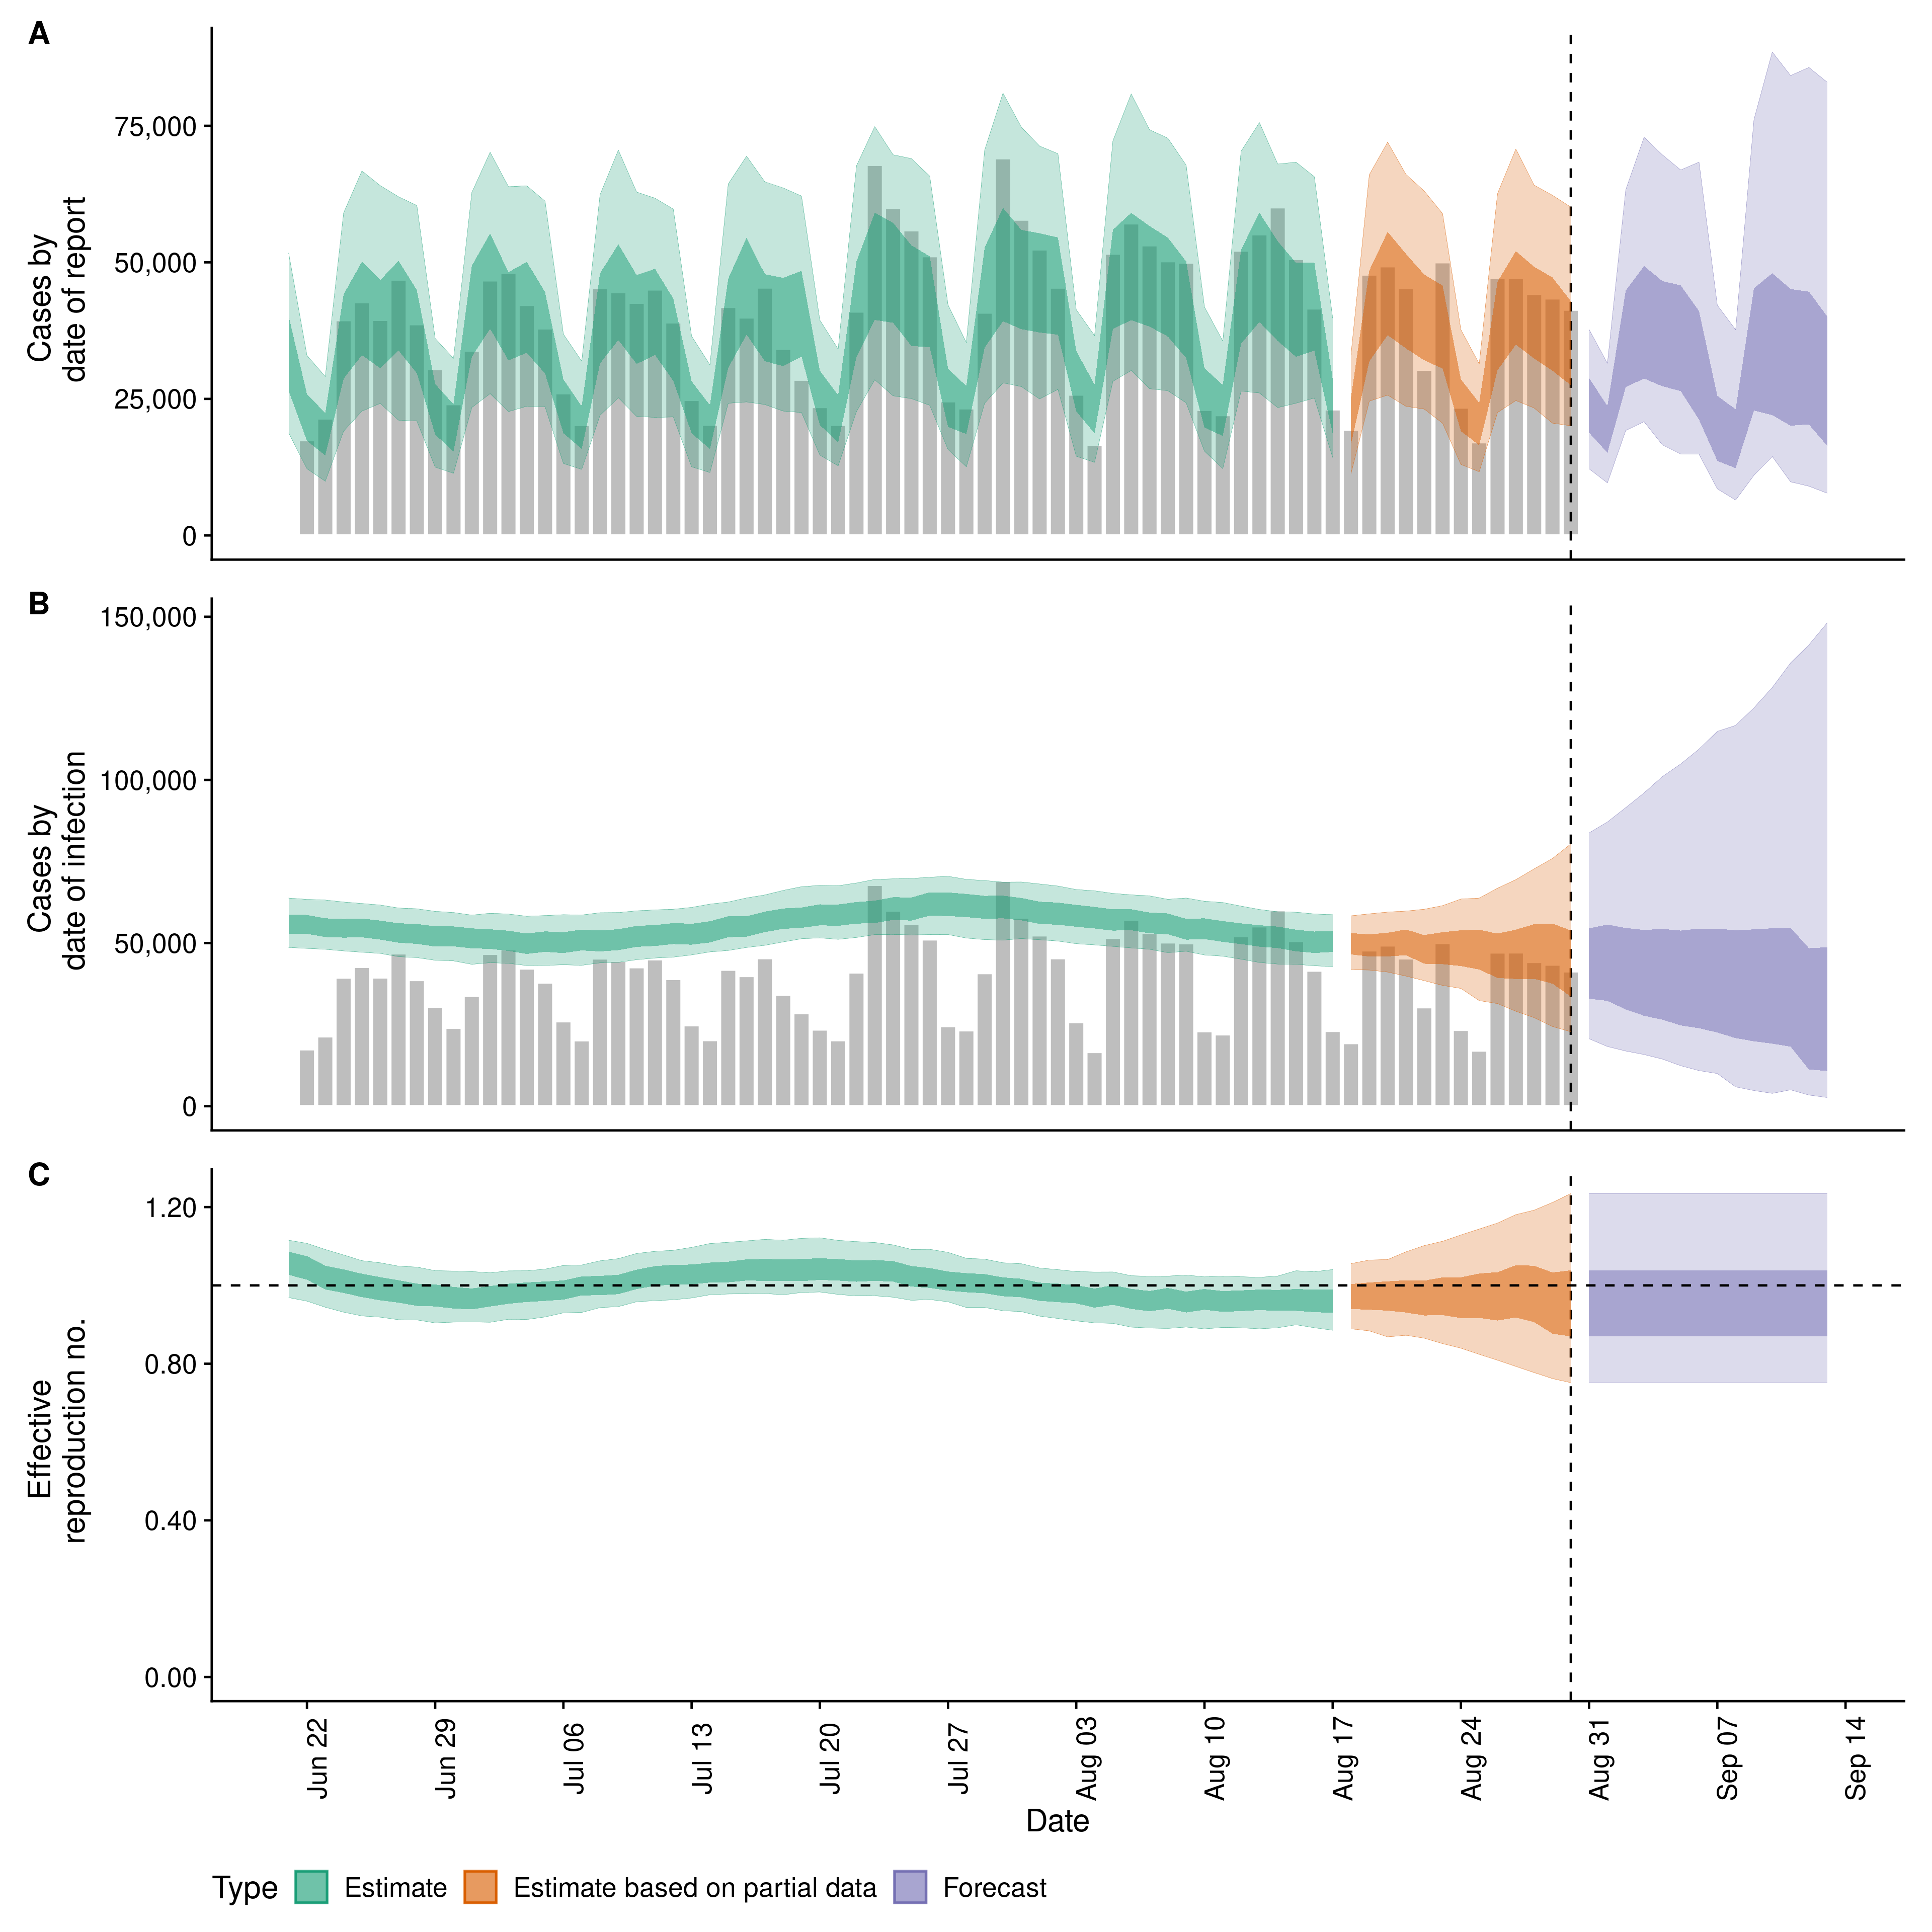 A
Cases by
date of report
75,000
50,000
25,000
0
B
Cases by
date of infection
150,000
100,000
50,000
0
C
Effective
reproduction no.
1.20
0.80
0.40
0.00
Jun 22
Jun 29
Jul 06
Jul 13
Jul 20
Jul 27
Aug 03
Aug 10
Aug 17
Aug 24
Aug 31
Sep 07
Sep 14
Date
Type Estimate Estimate based on partial data Forecast